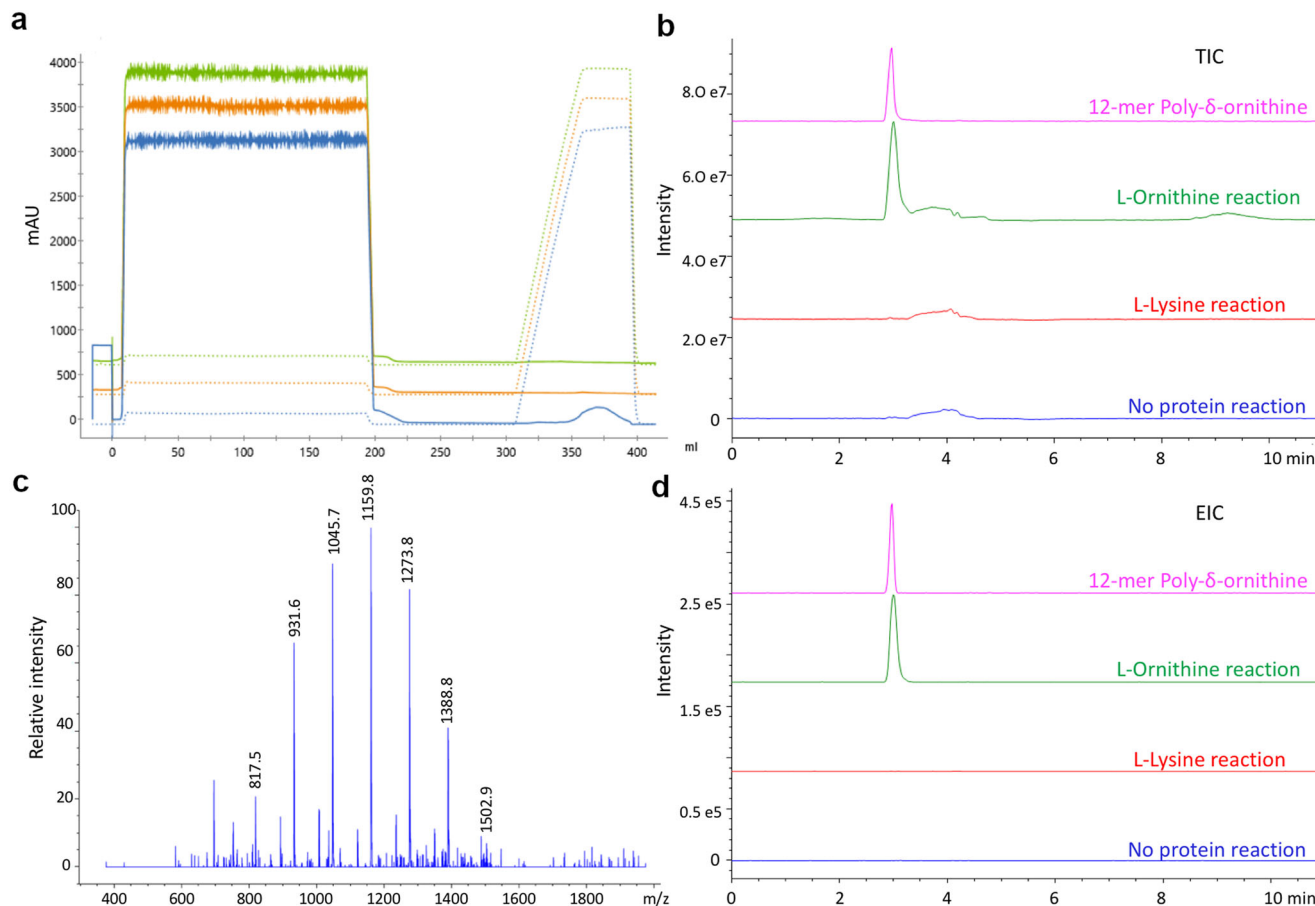 a
4000
3500
3000
2500
2000
1500
1000
500
0
mAU
0
50
100
150
200
250
300
350
400
ml
b
TIC
12-mer Poly-δ-ornithine
L-Ornithine reaction
L-Lysine reaction
No protein reaction
8.0 e7
6.0 e7
4.0 e7
2.0 e7
0
Intensity
0
2
4
6
8
10 min
c
100
80
60
40
20
0
Relative intensity
817.5
931.6
1045.7
1159.8
1273.8
1388.8
1502.9
400
600
800
1000
1200
1400
1600
1800
m/z
d
EIC
12-mer Poly-δ-ornithine
L-Ornithine reaction
L-Lysine reaction
No protein reaction
4.5 e5
2.5 e5
1.5 e5
0.5 e5
0
Intensity
0
2
4
6
8
10 min